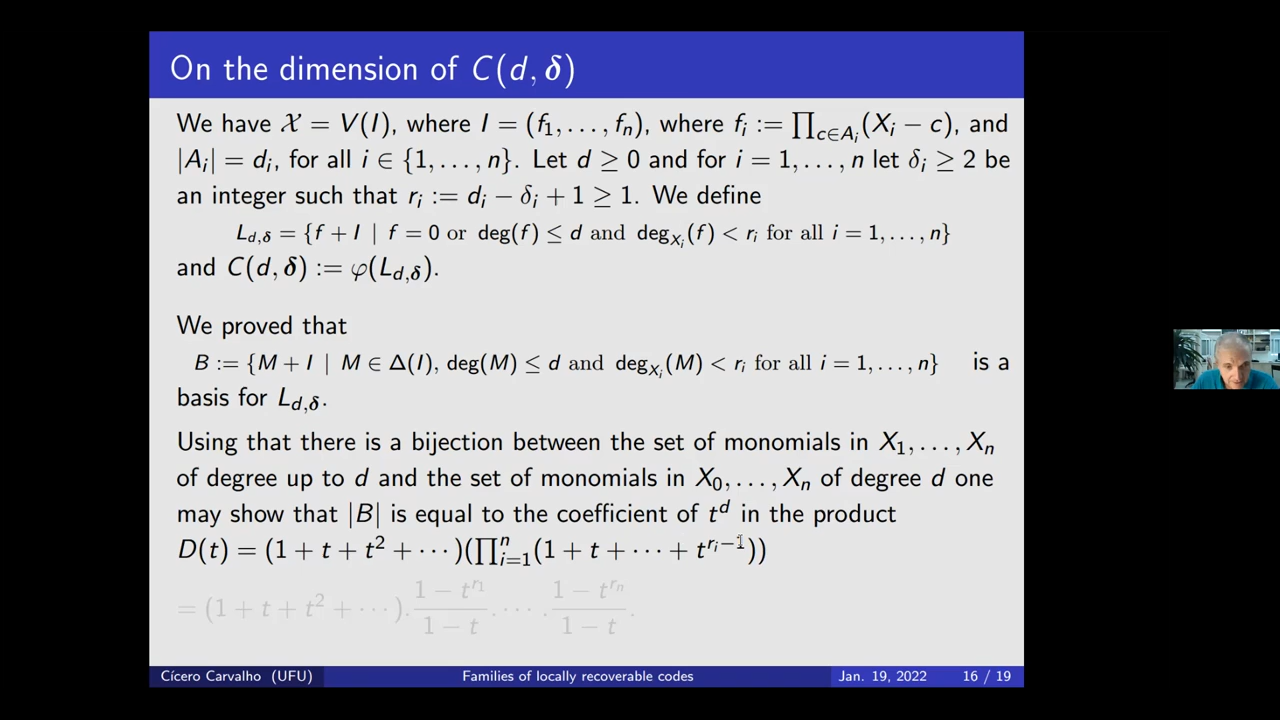 On the dimension of C(d, δ)
We have 𝒳 = V(I), where I = (f₁, . . . , fₙ), where fᵢ := ∏_{c∈Aᵢ}(Xᵢ − c), and
|Aᵢ| = dᵢ, for all i ∈ {1, . . . , n}. Let d ≥ 0 and for i = 1, . . . , n let δᵢ ≥ 2 be
an integer such that rᵢ := dᵢ − δᵢ + 1 ≥ 1. We define
L_{d,δ} = {f + I | f = 0 or deg(f) ≤ d and deg_{Xᵢ}(f) < rᵢ for all i = 1, . . . , n}
and C(d, δ) := φ(L_{d,δ}).
We proved that
B := {M + I | M ∈ Δ(I), deg(M) ≤ d and deg_{Xᵢ}(M) < rᵢ for all i = 1, . . . , n} is a
basis for L_{d,δ}.
Using that there is a bijection between the set of monomials in X₁, . . . , Xₙ
of degree up to d and the set of monomials in X₀, . . . , Xₙ of degree d one
may show that |B| is equal to the coefficient of t^d in the product
D(t) = (1 + t + t² + · · ·)(∏_{i=1}^{n}(1 + t + · · · + t^{rᵢ−1}))
= (1 + t + t² + · · ·). (1 − t^{r₁})/(1 − t) . · · · . (1 − t^{rₙ})/(1 − t).
Cícero Carvalho (UFU) Families of locally recoverable codes Jan. 19, 2022 16 / 19